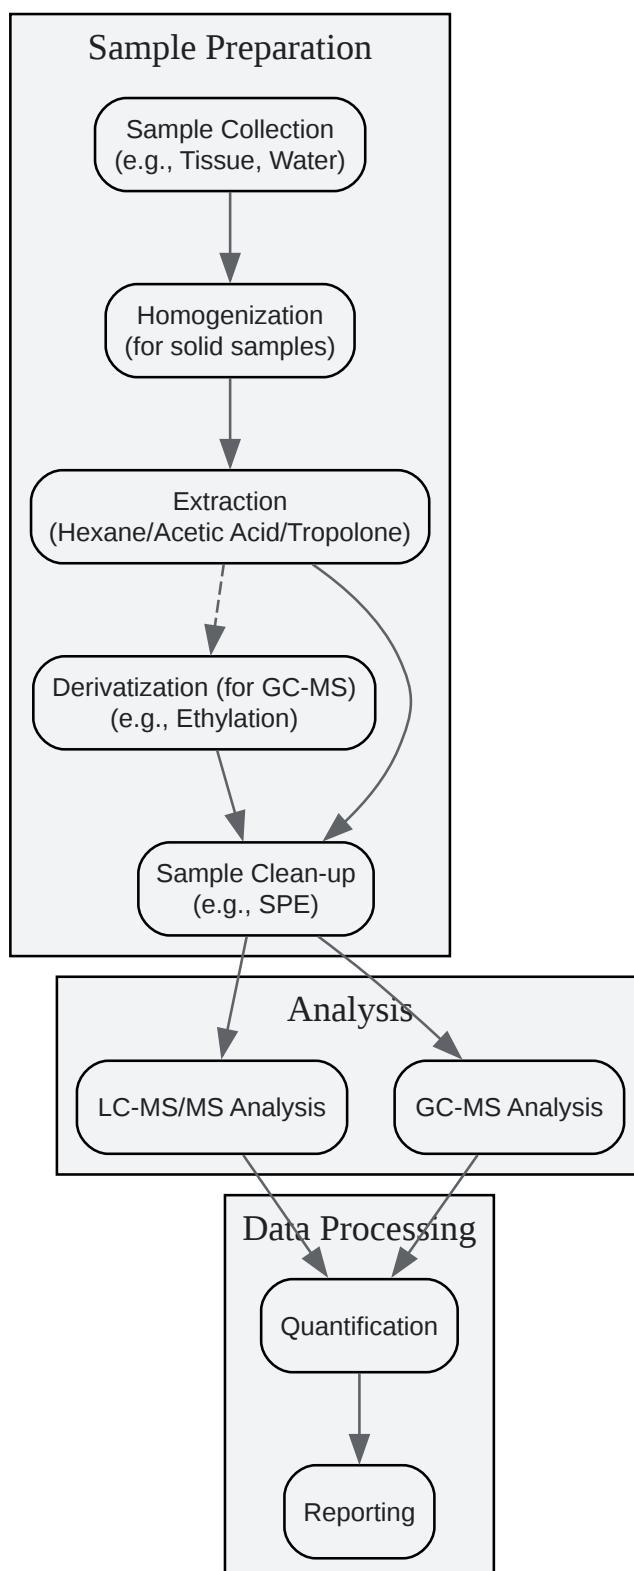 Sample Preparation
Sample Collection
(e.g., Tissue, Water)
Homogenization
(for solid samples)
Extraction
(Hexane/Acetic Acid/Tropolone)
Derivatization (for GC-MS)
(e.g., Ethylation)
Sample Clean-up
(e.g., SPE)
Analysis
LC-MS/MS Analysis
GC-MS Analysis
Data Processing
Quantification
Reporting